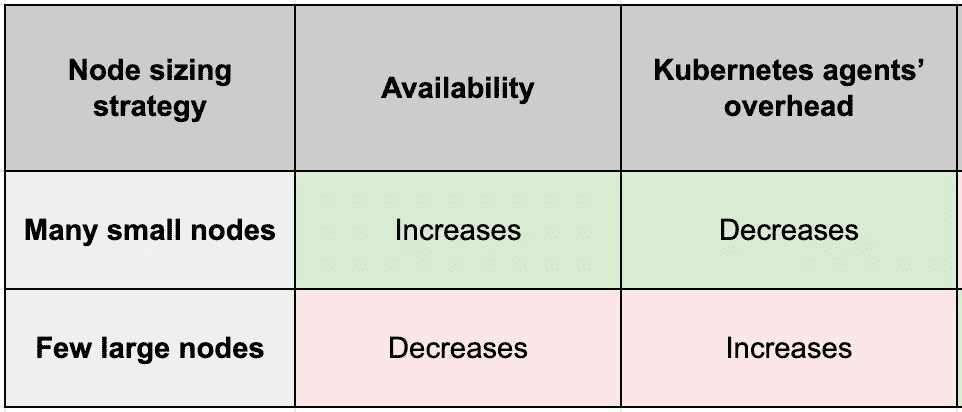 Node sizing
strategy
Availability
Kubernetes agents’
overhead
Many small nodes
Increases
Decreases
Few large nodes
Decreases
Increases